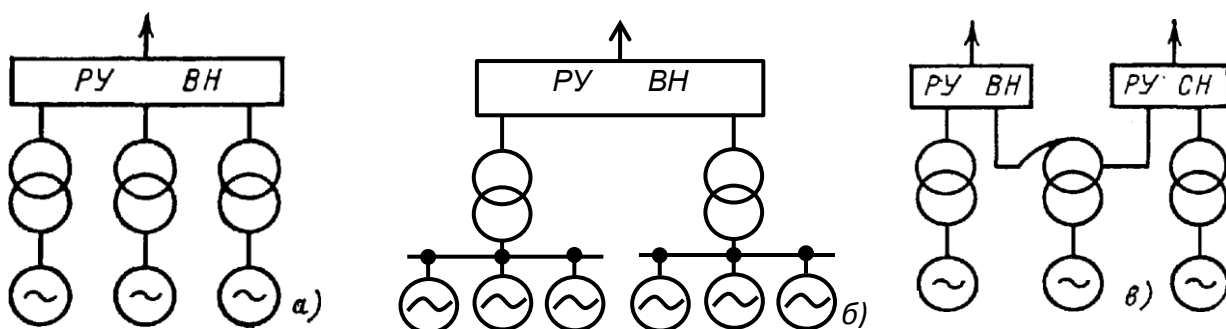 РУ ВН
а)
РУ ВН
б)
РУ ВН
РУ СН
в)